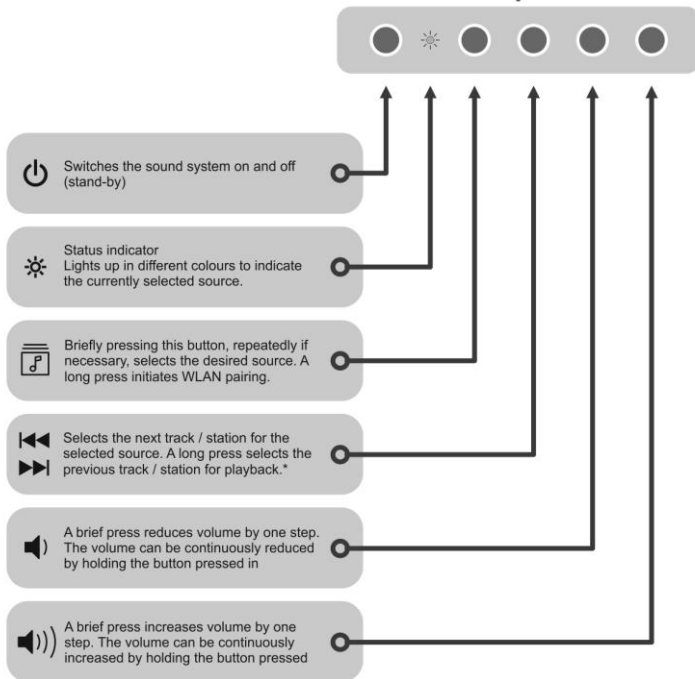 Switches the sound system on and off
(stand-by)
Status indicator
Lights up in different colours to indicate
the currently selected source.
Briefly pressing this button, repeatedly if
necessary, selects the desired source. A
long press initiates WLAN pairing.
Selects the next track / station for the
selected source. A long press selects the
previous track / station for playback.*
A brief press reduces volume by one step.
The volume can be continuously reduced
by holding the button pressed in
A brief press increases volume by one
step. The volume can be continuously
increased by holding the button pressed